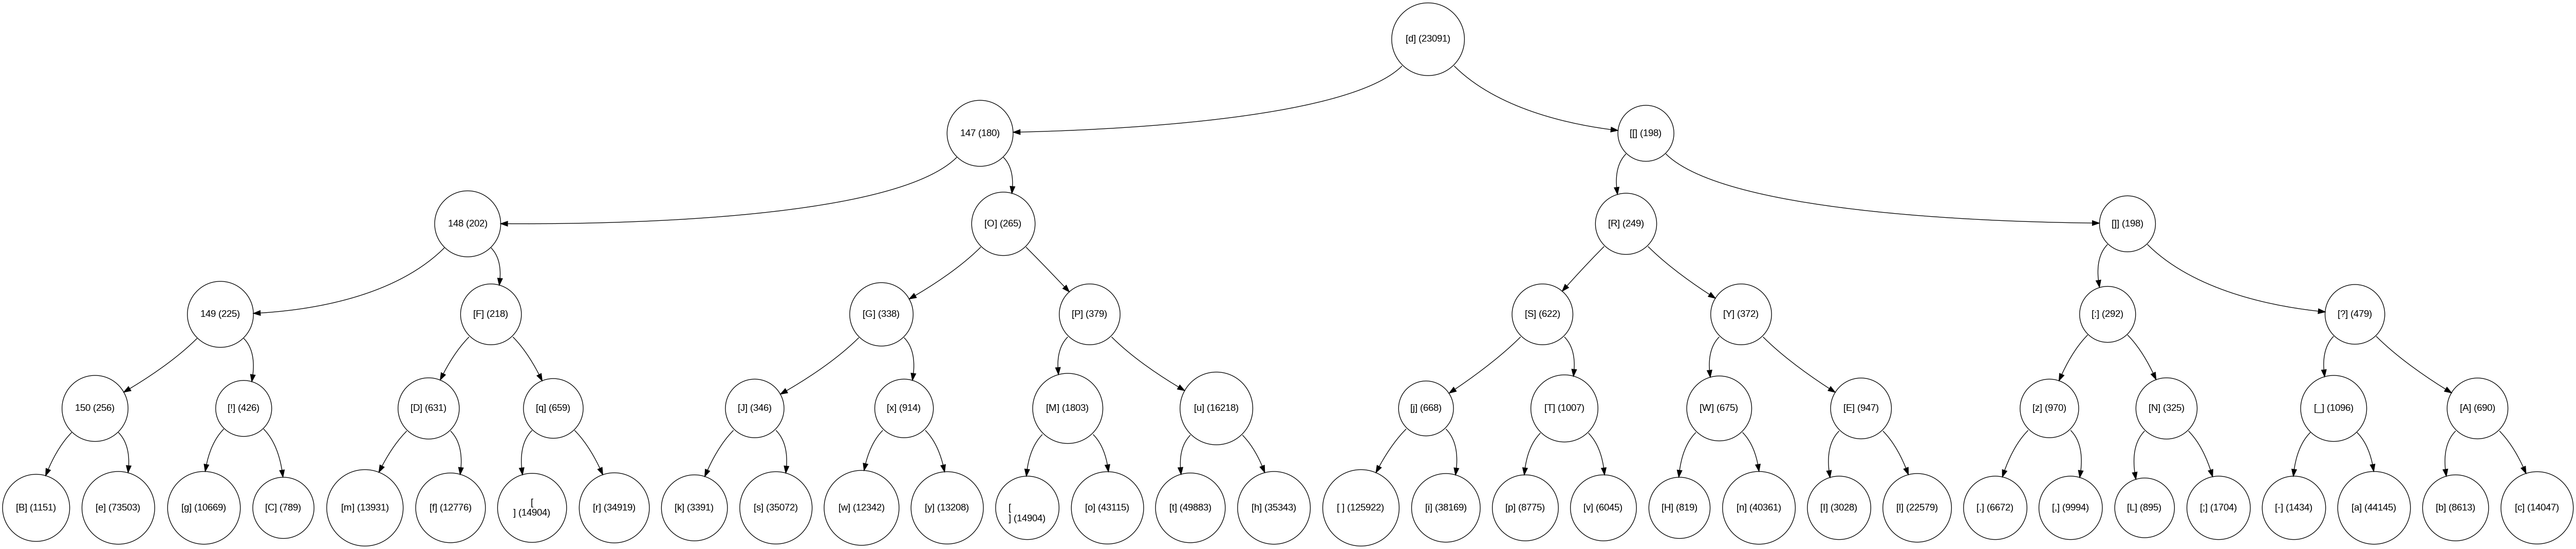 [d] (23091)
147 (180)
[[] (198)
148 (202)
[O] (265)
[R] (249)
[]] (198)
149 (225)
[F] (218)
[G] (338)
[P] (379)
[S] (622)
[Y] (372)
[:] (292)
[?] (479)
150 (256)
[!] (426)
[D] (631)
[q] (659)
[J] (346)
[x] (914)
[M] (1803)
[u] (16218)
[j] (668)
[T] (1007)
[W] (675)
[E] (947)
[z] (970)
[N] (325)
[_] (1096)
[A] (690)
[B] (1151)
[e] (73503)
[g] (10669)
[C] (789)
[m] (13931)
[f] (12776)
[
] (14904)
[r] (34919)
[k] (3391)
[s] (35072)
[w] (12342)
[y] (13208)
[
] (14904)
[o] (43115)
[t] (49883)
[h] (35343)
[ ] (125922)
[i] (38169)
[p] (8775)
[v] (6045)
[H] (819)
[n] (40361)
[I] (3028)
[l] (22579)
[.] (6672)
[,] (9994)
[L] (895)
[;] (1704)
[-] (1434)
[a] (44145)
[b] (8613)
[c] (14047)